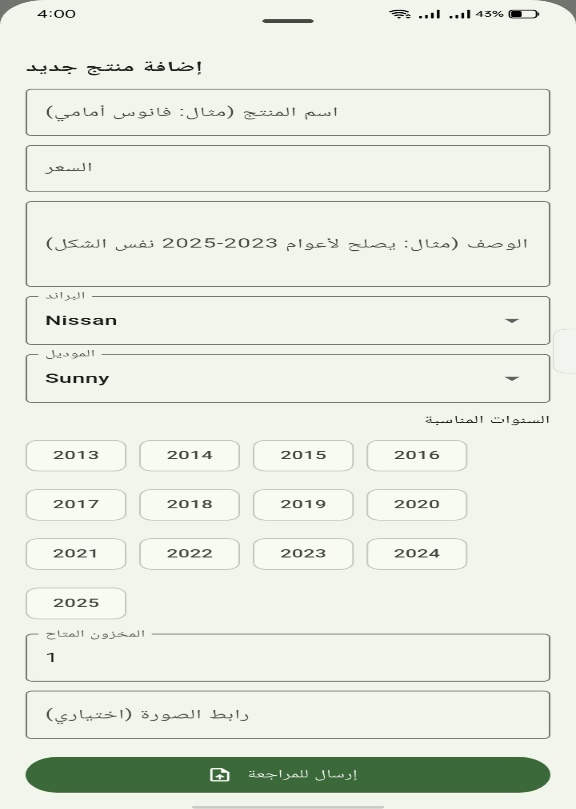 4:00
43%
إضافة منتج جديد
اسم المنتج (مثال: فانوس أمامي)
السعر
الوصف (مثال: يصلح لأعوام 2023-2025 نفس الشكل)
البراند
Nissan
الموديل
Sunny
السنوات المناسبة
2013 2014 2015 2016
2017 2018 2019 2020
2021 2022 2023 2024
2025
المخزون المتاح
1
رابط الصورة (اختياري)
إرسال للمراجعة